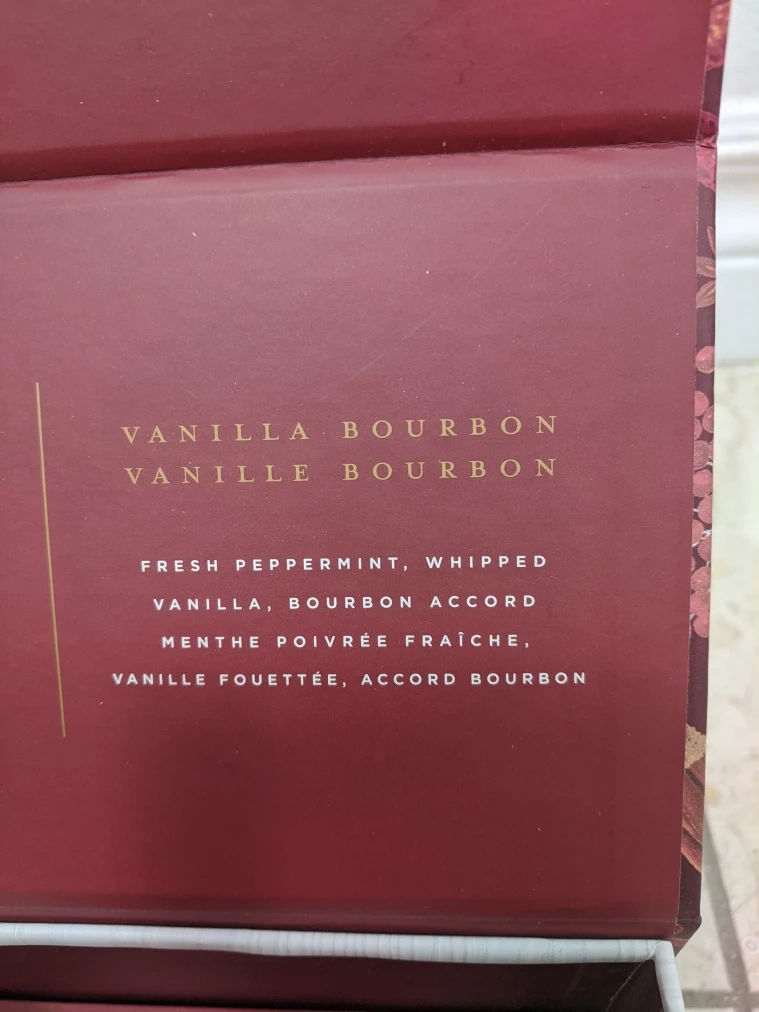 VANILLA BOURBON
VANILLE BOURBON
FRESH PEPPERMINT, WHIPPED
VANILLA, BOURBON ACCORD
MENTHE POIVRÉE FRAÎCHE,
VANILLE FOUETTÉE, ACCORD BOURBON